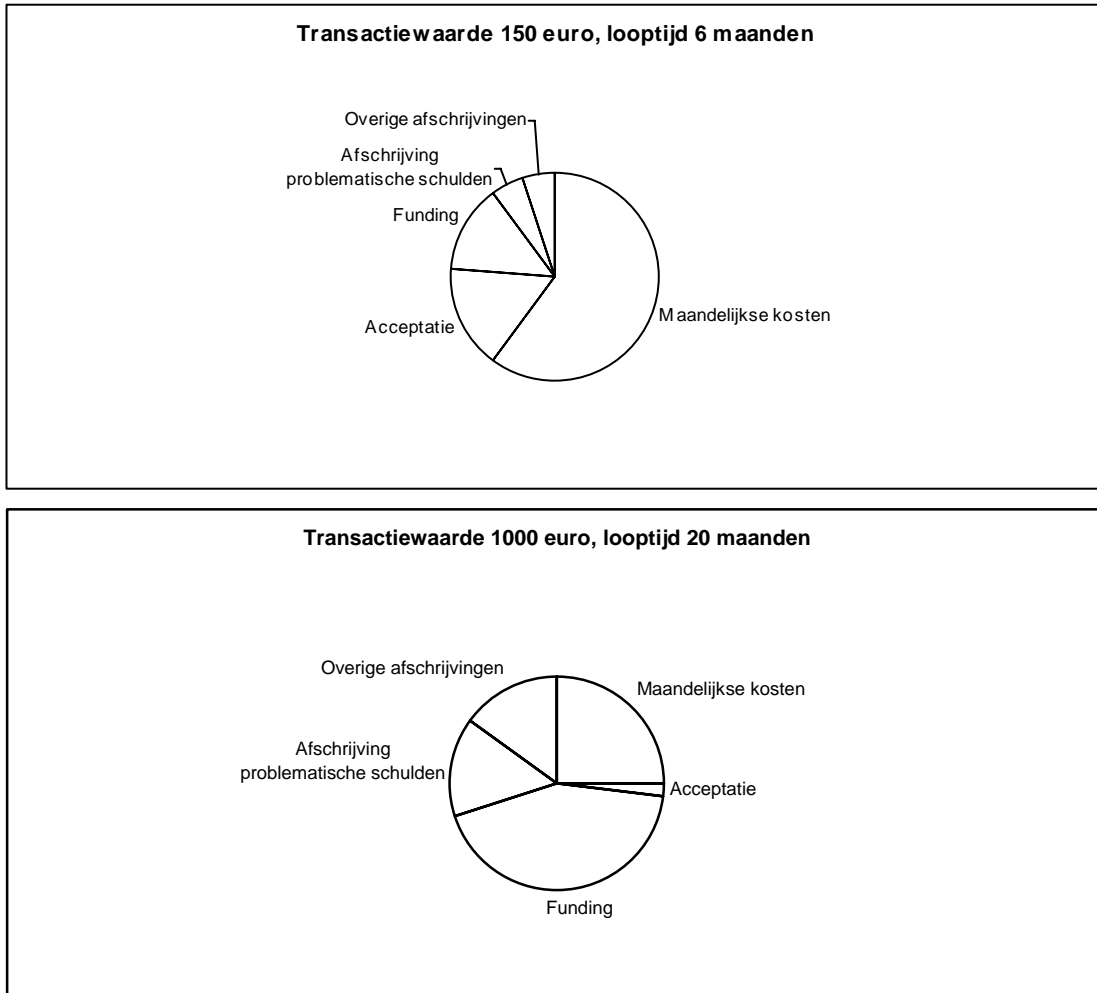 Transactiewaarde 150 euro, looptijd 6 maanden
Overige afschrijvingen
Afschrijving
problematische schulden
Funding
Acceptatie
Maandelijkse kosten
Transactiewaarde 1000 euro, looptijd 20 maanden
Overige afschrijvingen
Maandelijkse kosten
Afschrijving
problematische schulden
Acceptatie
Funding